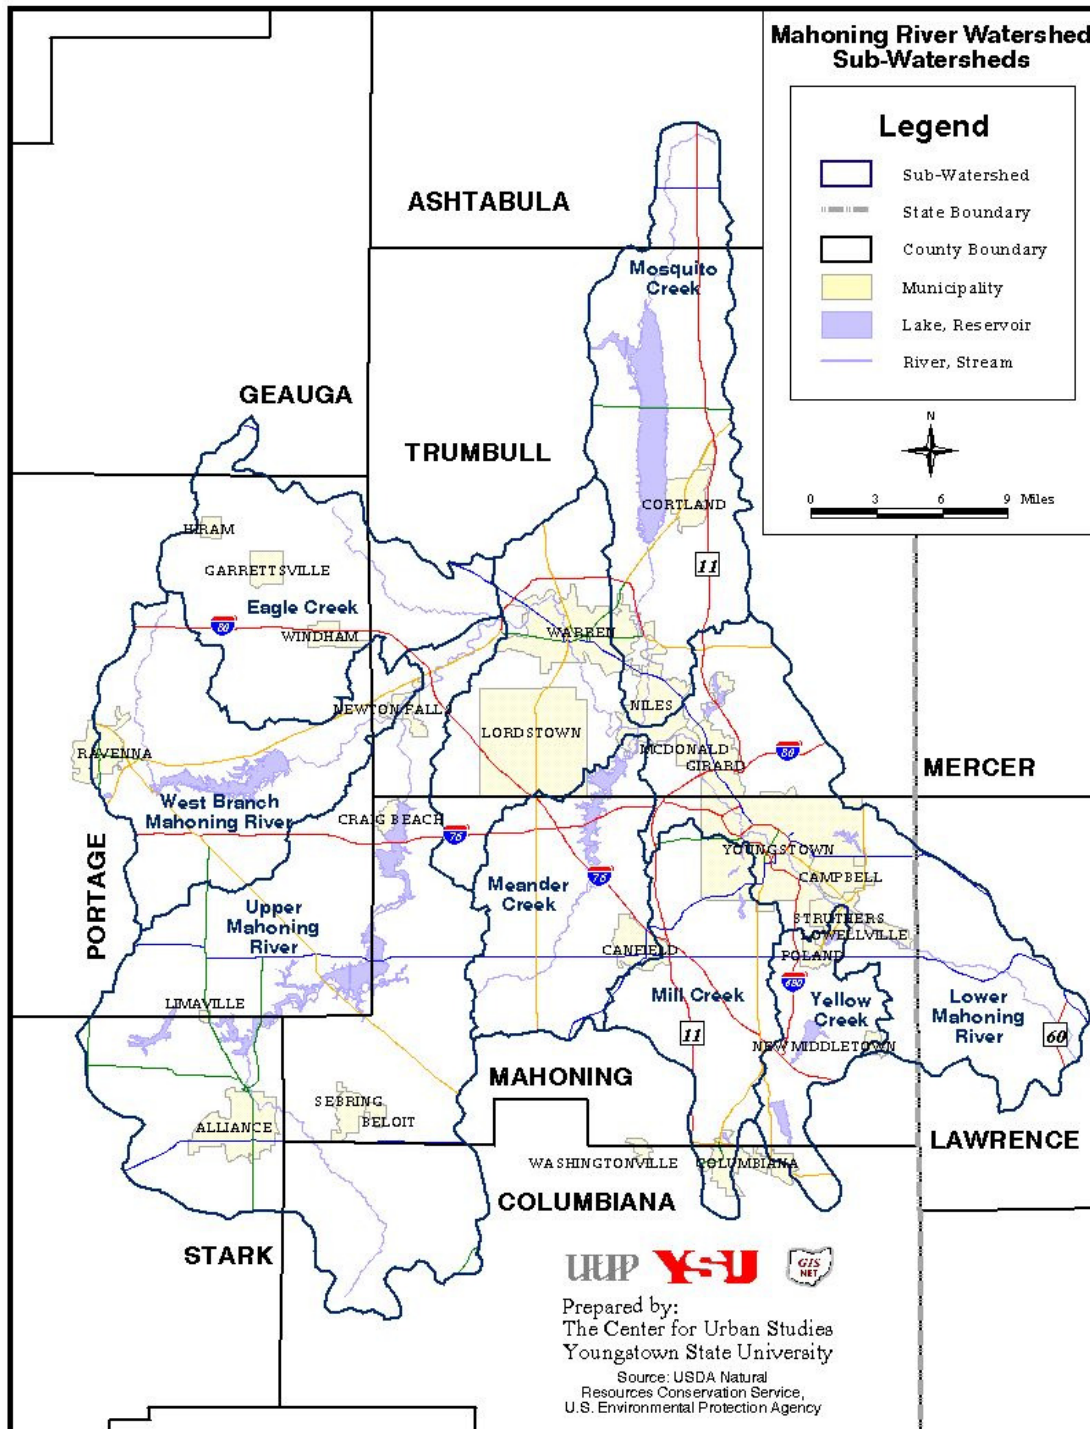 Mahoning River Watershed
Sub-Watersheds
Legend
Sub-Watershed
State Boundary
County Boundary
Municipality
Lake, Reservoir
River, Stream
N
0 3 6 9 Miles
ASHTABULA
Mosquito
Creek
GEAUGA
TRUMBULL
CORTLAND
HIRAM
11
GARRETTSVILLE
Eagle Creek
80
WINDHAM
WARREN
NEWTON FALL
NILES
LORDSTOWN
RAVENNA
MCDONALD
GIRARD
80
MERCER
West Branch
Mahoning River
CRAIG BEACH
76
YOUNGSTOWN
PORTAGE
Meander
Creek
76
CAMPBELL
Upper
Mahoning
River
STRUTHERS
LOWELLVILLE
CANFIELD
POLAND
680
Mill Creek
Yellow
Creek
Lower
Mahoning
River
LIMAVILLE
11
60
NEW MIDDLETOWN
MAHONING
SEBRING
BELOIT
ALLIANCE
LAWRENCE
WASHINGTONVILLE
COLUMBIANA
COLUMBIANA
STARK
UUP YSU GIS
NET
Prepared by:
The Center for Urban Studies
Youngstown State University
Source: USDA Natural
Resources Conservation Service,
U.S. Environmental Protection Agency